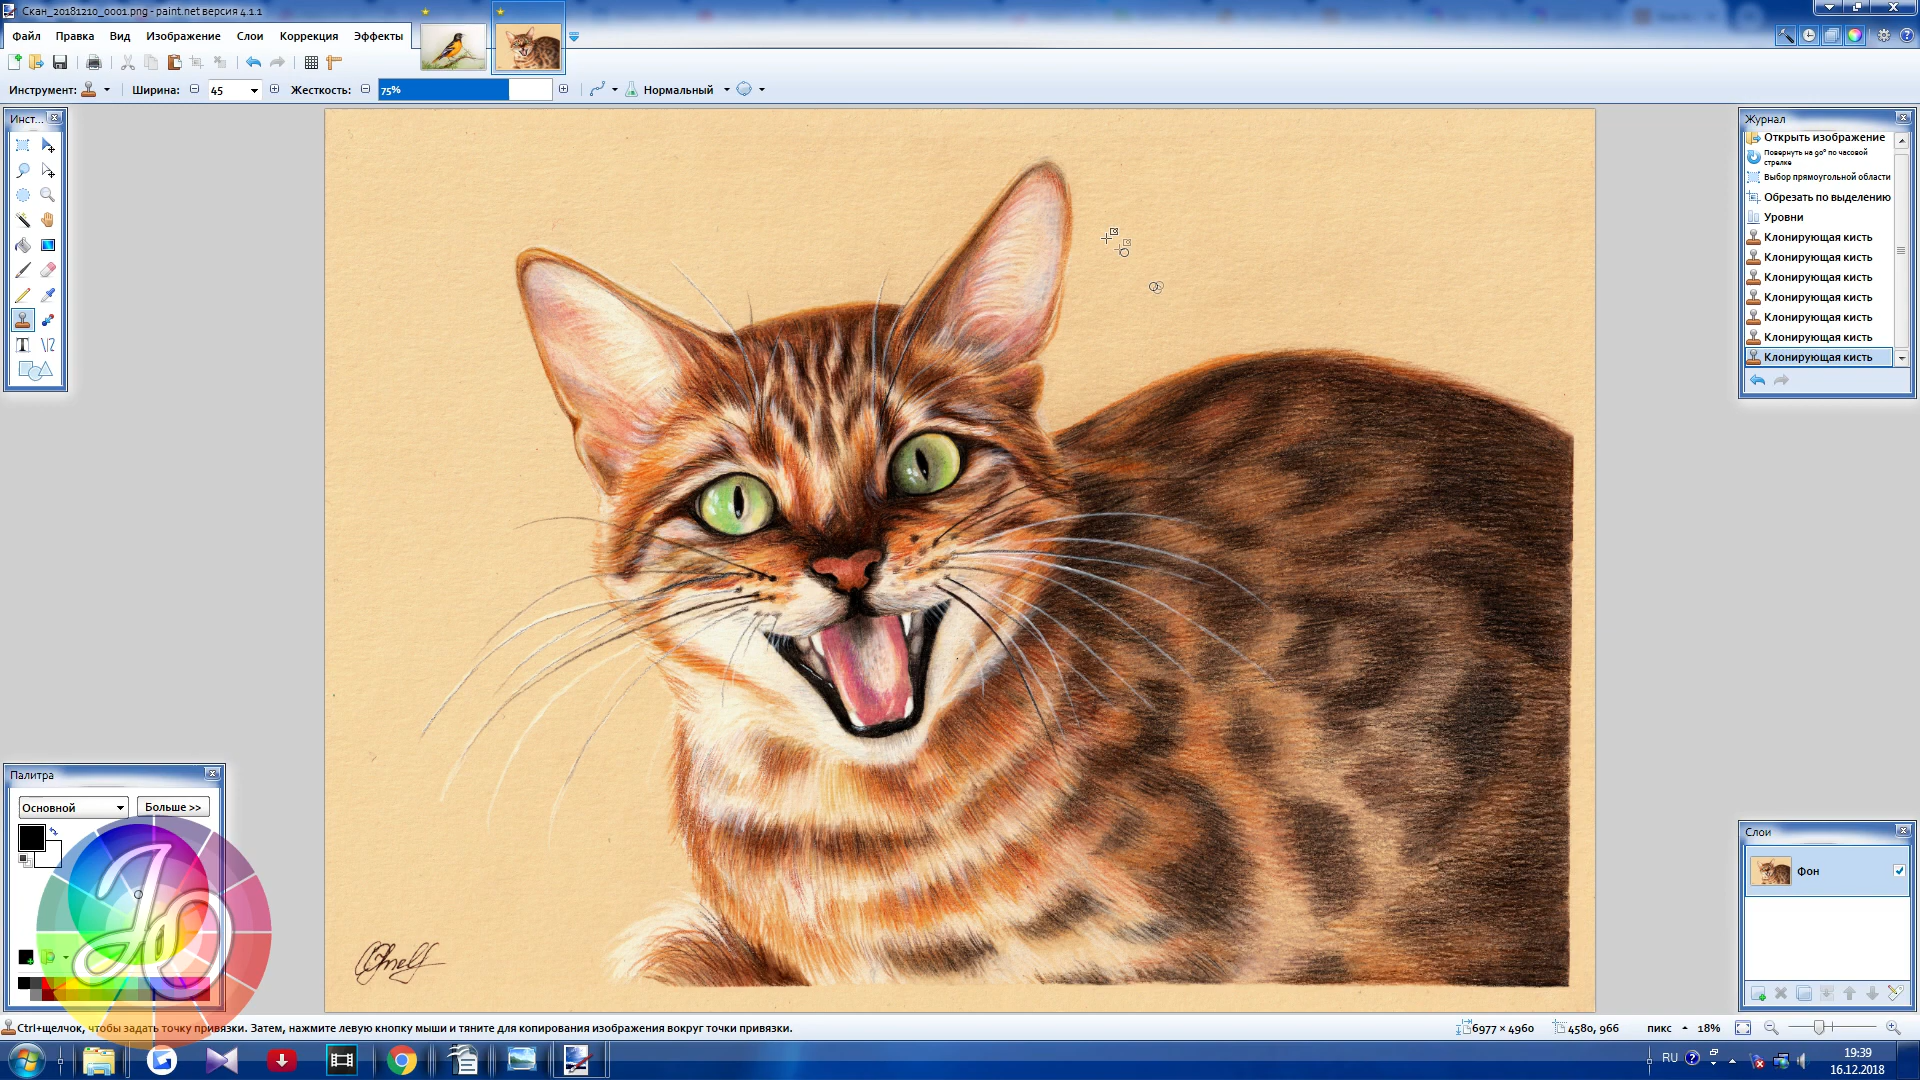 Скан_20181210_0001.png - paint.net версия 4.1.1
Файл Правка Вид Изображение Слои Коррекция Эффекты
Инструмент: Ширина: 45 Жесткость: 75% Нормальный
Инст...
Журнал
Открыть изображение
Повернуть на 90° по часовой
стрелке
Выбор прямоугольной области
Обрезать по выделению
Уровни
Клонирующая кисть
Клонирующая кисть
Клонирующая кисть
Клонирующая кисть
Клонирующая кисть
Клонирующая кисть
Клонирующая кисть
Палитра
Основной Больше >>
Слои
Фон
Ctrl+щелчок, чтобы задать точку привязки. Затем, нажмите левую кнопку мыши и тяните для копирования изображения вокруг точки привязки.
6977 × 4960 4580, 966 пикс 18%
RU 19:39
16.12.2018